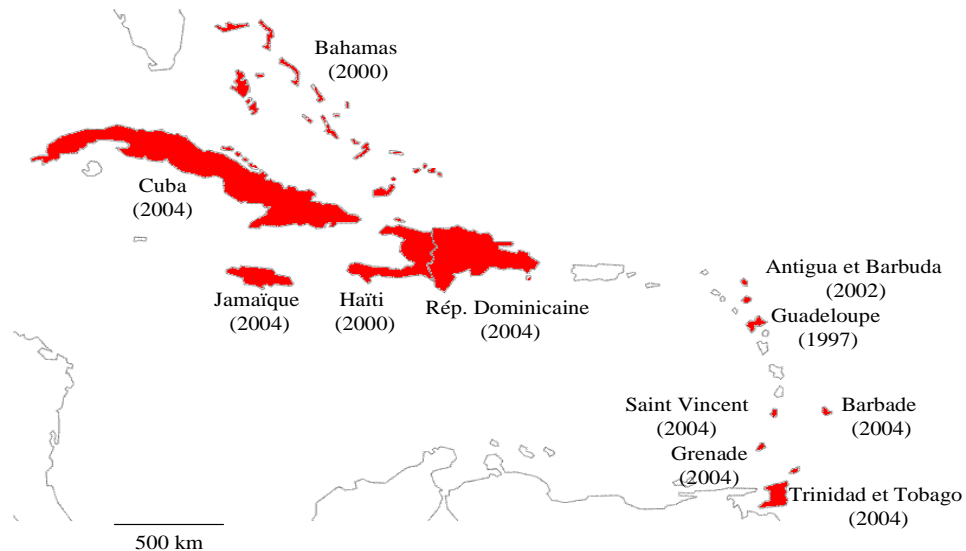 Bahamas
(2000)
Cuba
(2004)
Jamaïque
(2004)
Haïti
(2000)
Rép. Dominicaine
(2004)
Antigua et Barbuda
(2002)
Guadeloupe
(1997)
Saint Vincent
(2004)
Barbade
(2004)
Grenade
(2004)
Trinidad et Tobago
(2004)
500 km